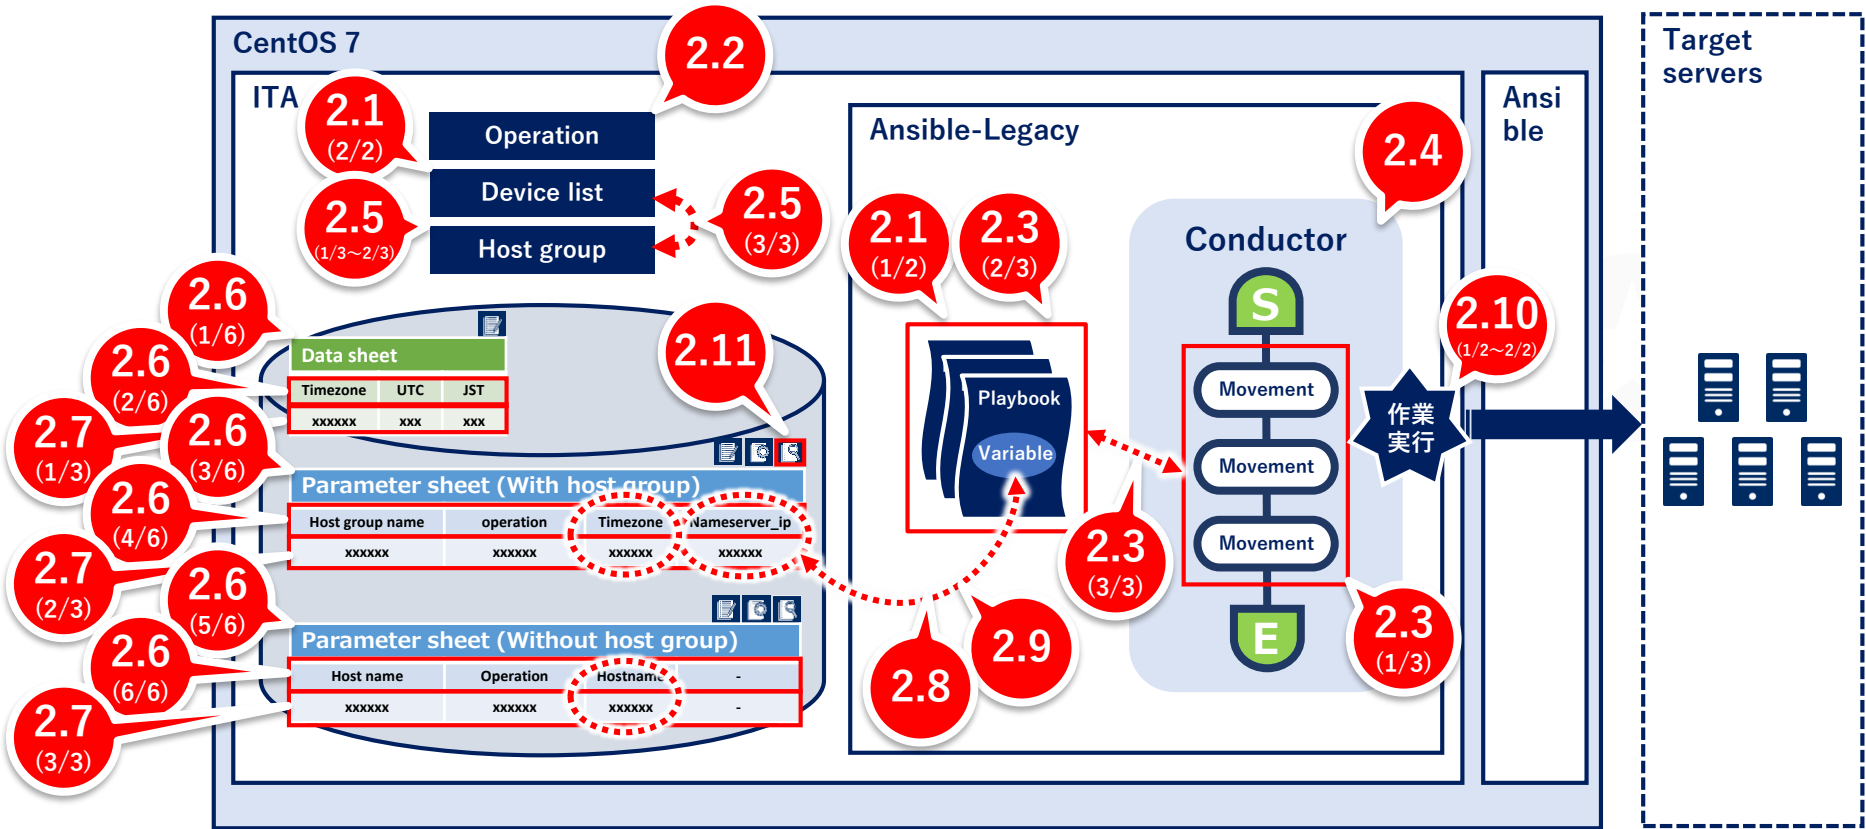 CentOS 7
2.2
Target
servers
ITA
2.1
(2/2)
Operation
Device list
Host group
2.5
(1/3～2/3)
2.5
(3/3)
Ansible-Legacy
Ansi
ble
2.4
2.1
(1/2)
2.3
(2/3)
Conductor
S
Movement
Movement
Movement
E
2.10
(1/2～2/2)
作業
実行
Playbook
Variable
2.3
(3/3)
2.3
(1/3)
2.8
2.9
2.6
(1/6)
2.11
Data sheet
2.6
(2/6)
Timezone UTC JST
xxxxxx xxx xxx
2.7
(1/3)
2.6
(3/6)
Parameter sheet (With host group)
2.6
(4/6)
Host group name operation Timezone Nameserver_ip
xxxxxx xxxxxx xxxxxx xxxxxx
2.7
(2/3)
2.6
(5/6)
Parameter sheet (Without host group)
2.6
(6/6)
Host name Operation Hostname -
xxxxxx xxxxxx xxxxxx -
2.7
(3/3)